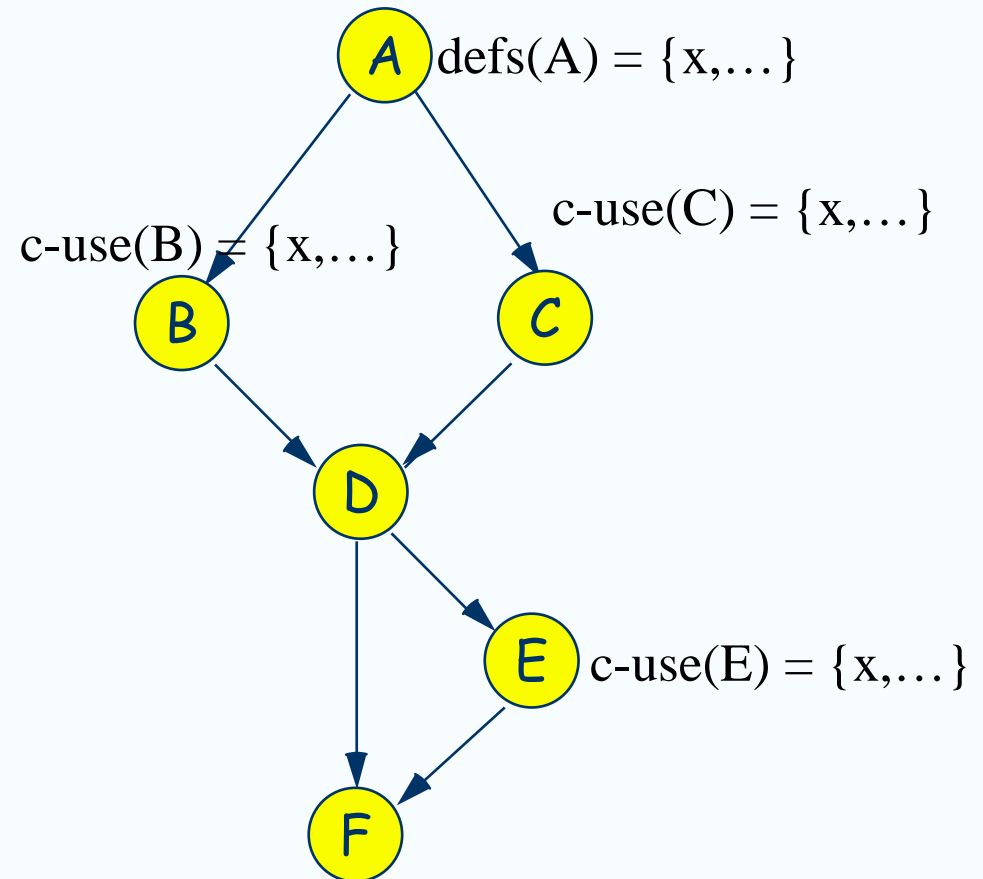 A defs(A) = {x,…}
c-use(C) = {x,…}
c-use(B) = {x,…}
B
C
D
E c-use(E) = {x,…}
F